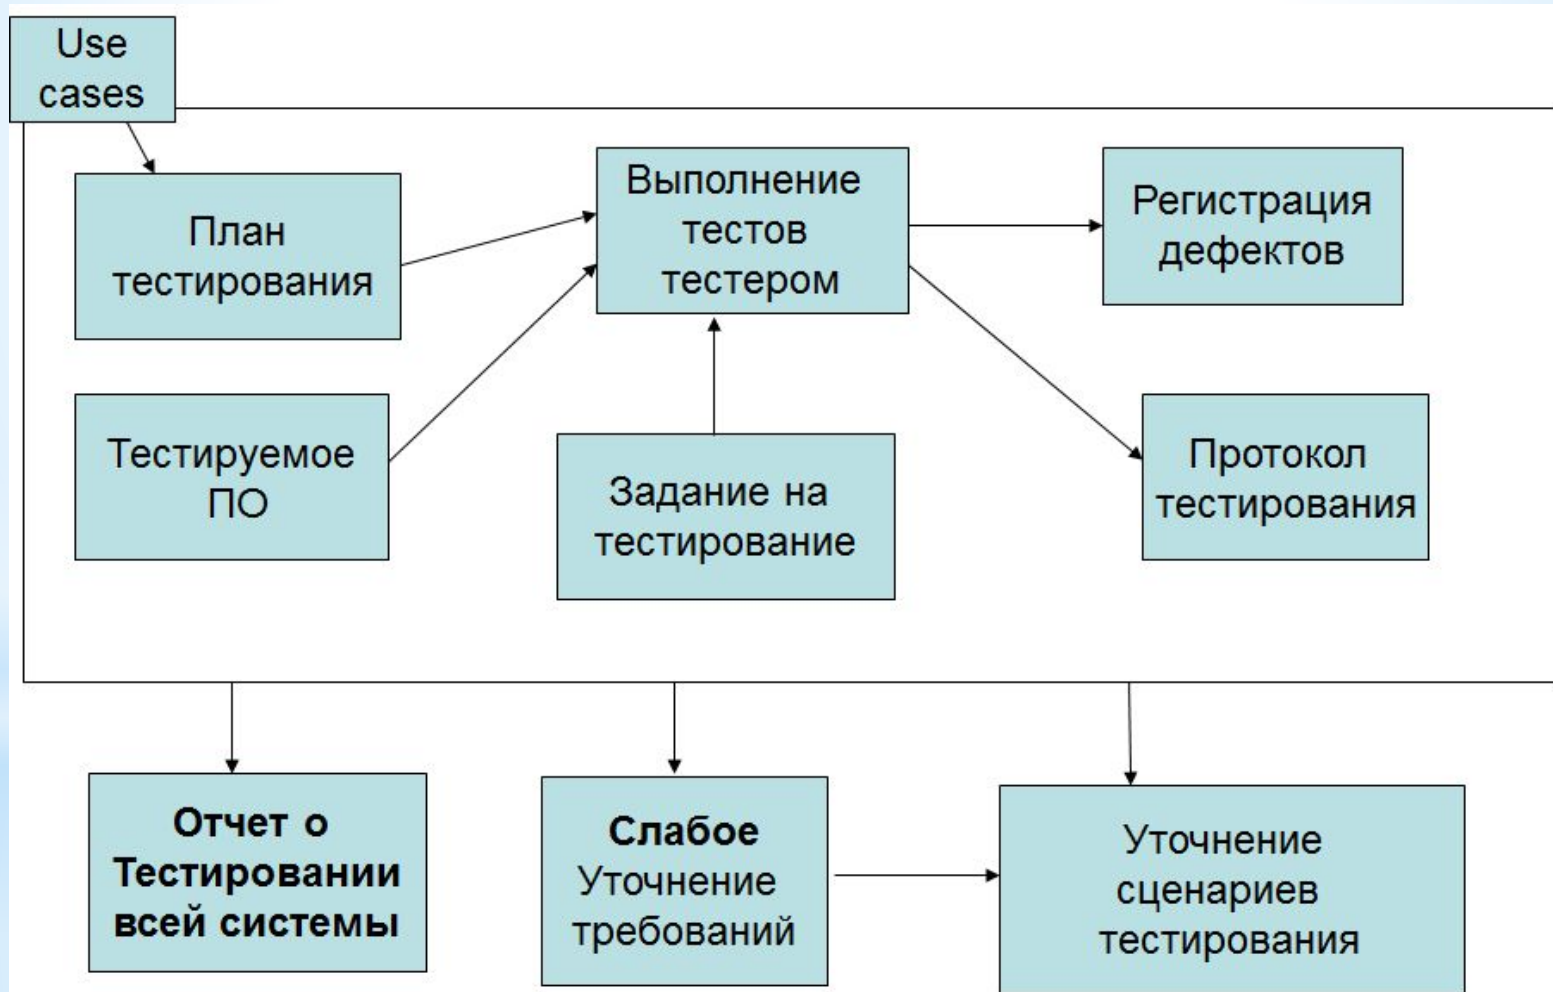 Use
cases
План
тестирования
Выполнение
тестов
тестером
Регистрация
дефектов
Тестируемое
ПО
Задание на
тестирование
Протокол
тестирования
Отчет о
Тестировании
всей системы
Слабое
Уточнение
требований
Уточнение
сценариев
тестирования